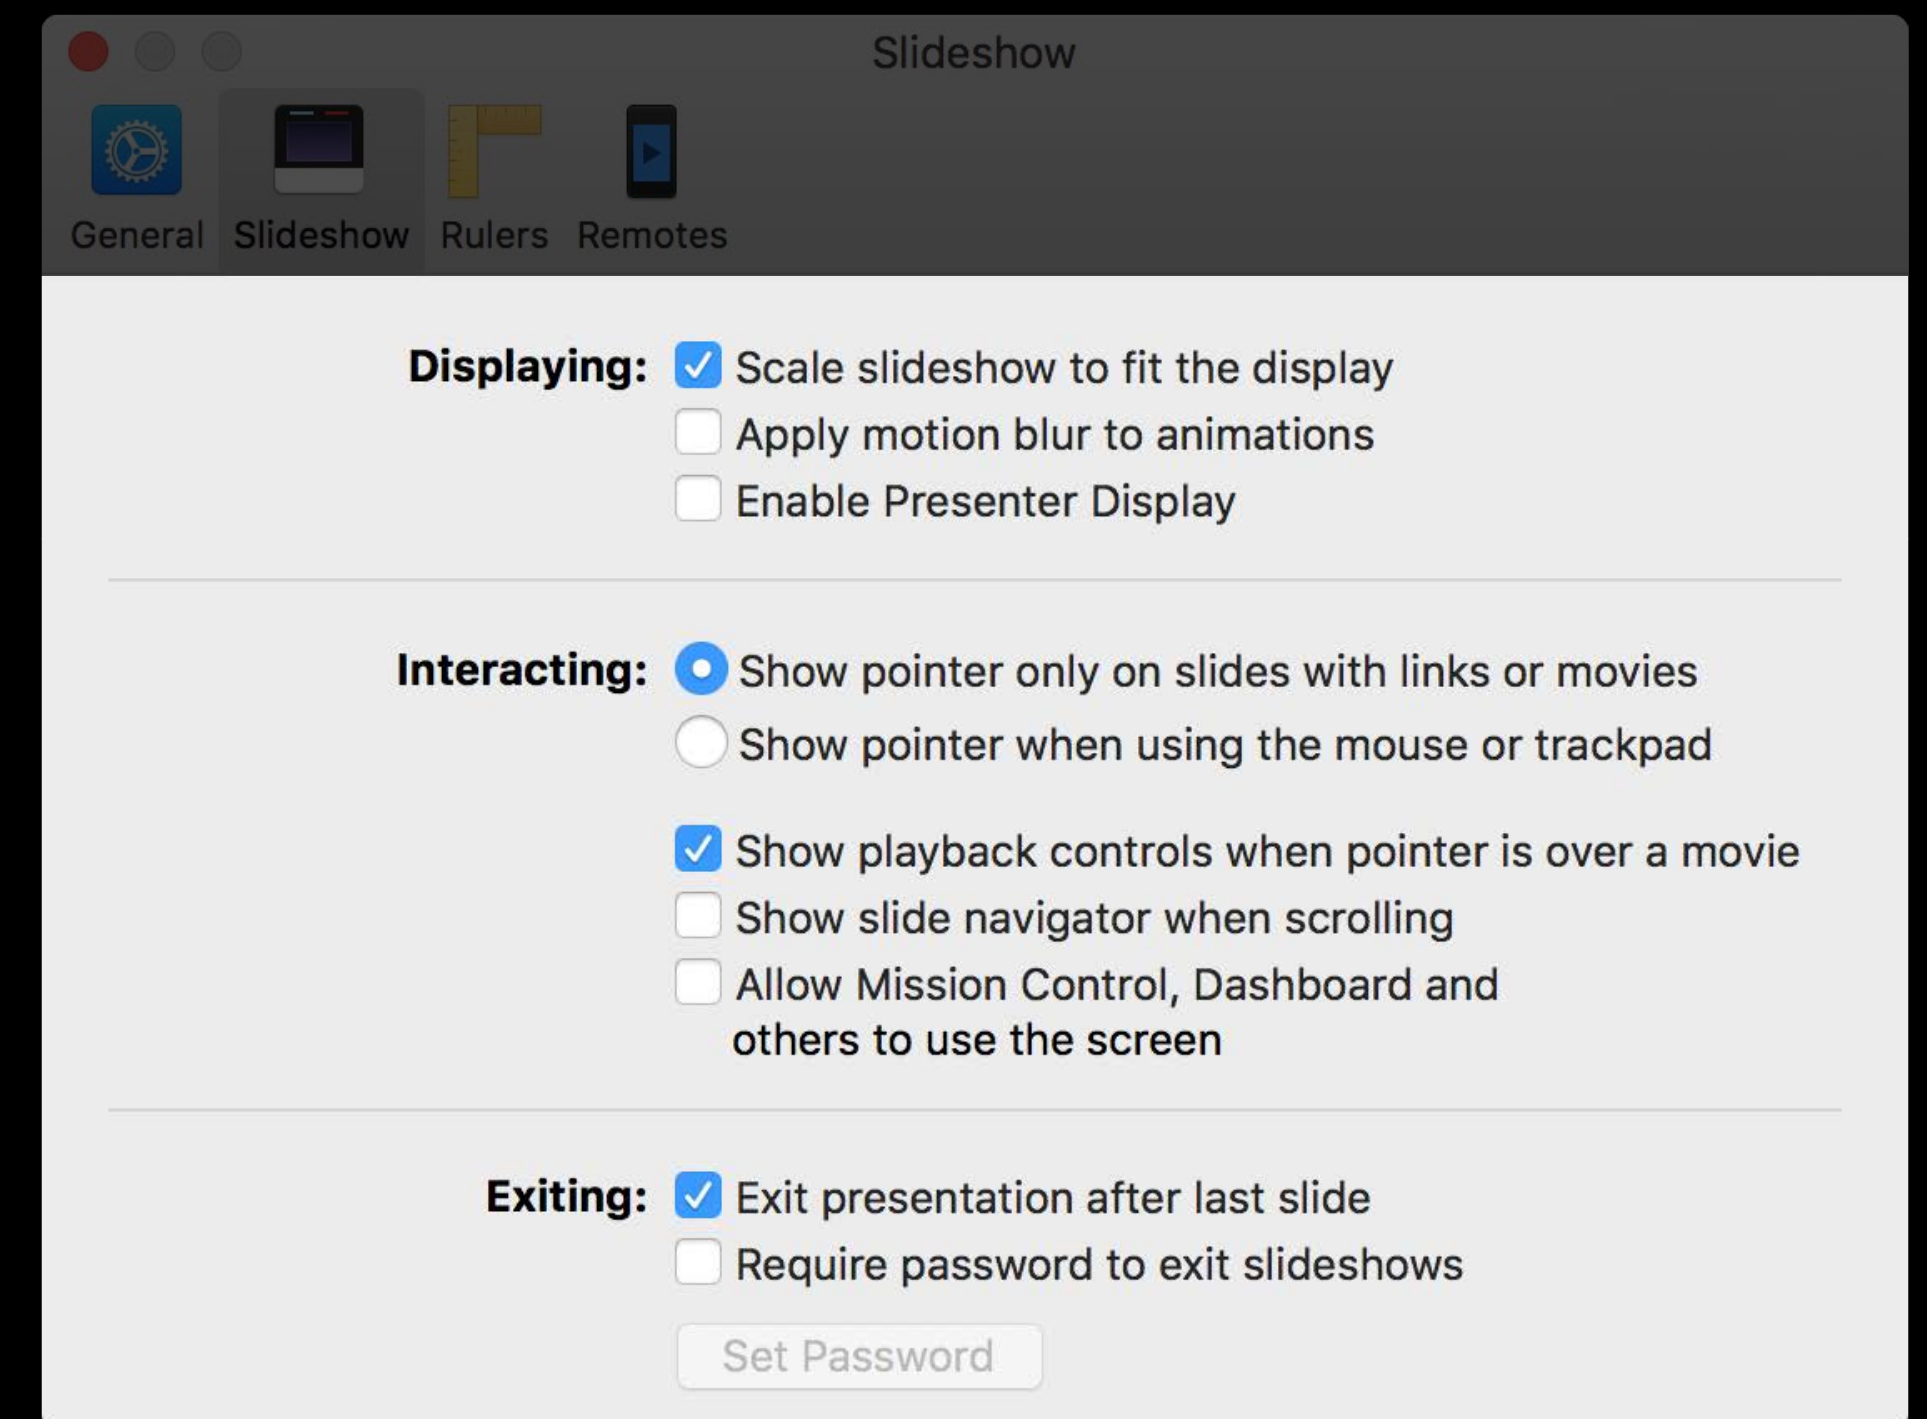 Slideshow
General Slideshow Rulers Remotes
Displaying: Scale slideshow to fit the display
Apply motion blur to animations
Enable Presenter Display
Interacting: Show pointer only on slides with links or movies
Show pointer when using the mouse or trackpad
Show playback controls when pointer is over a movie
Show slide navigator when scrolling
Allow Mission Control, Dashboard and
others to use the screen
Exiting: Exit presentation after last slide
Require password to exit slideshows
Set Password